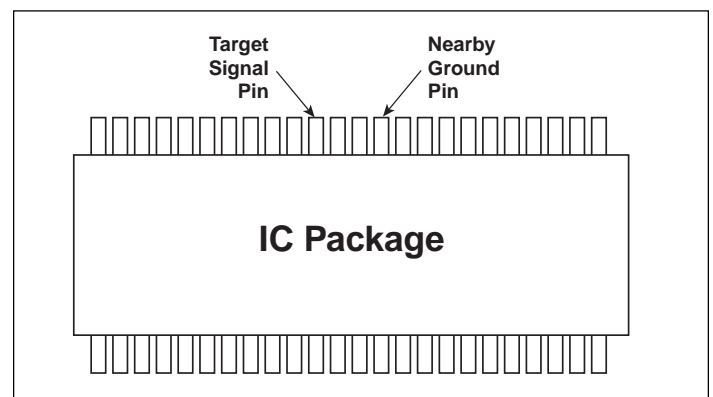 Target
Signal
Pin
Nearby
Ground
Pin
IC Package